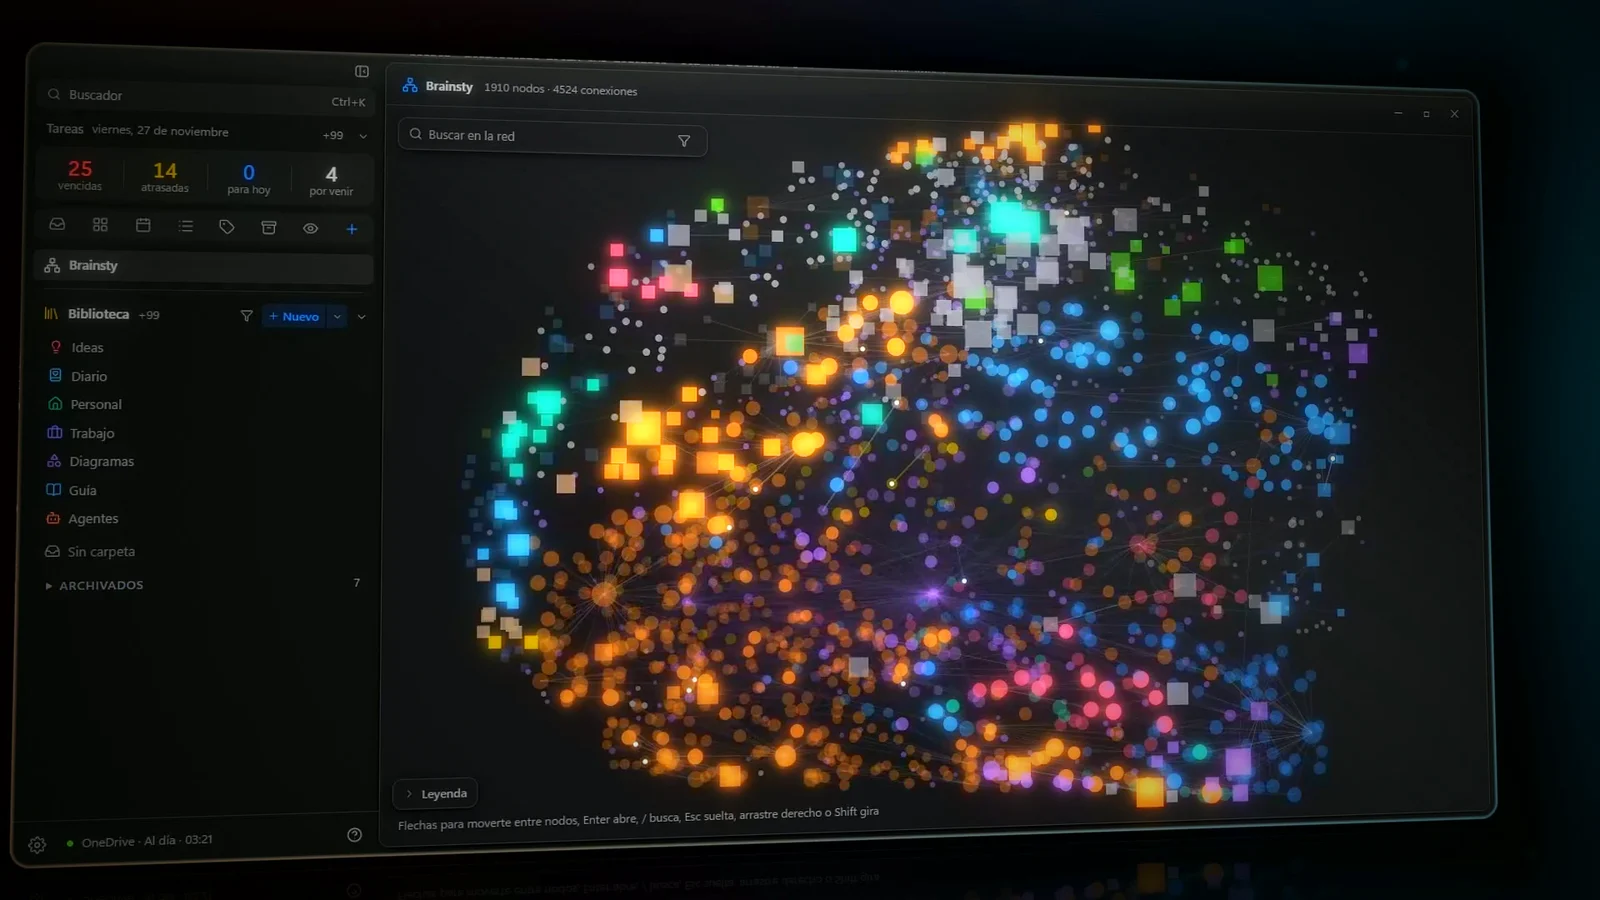 Buscador
Ctrl+K
Tareas viernes, 27 de noviembre
+99
25
vencidas
14
atrasadas
0
para hoy
4
por venir
Brainsty
Biblioteca +99
+ Nuevo
Ideas
Diario
Personal
Trabajo
Diagramas
Guía
Agentes
Sin carpeta
ARCHIVADOS
7
OneDrive · Al día · 03:21
Brainsty 1910 nodos · 4524 conexiones
Buscar en la red
Leyenda
Flechas para moverte entre nodos, Enter abre, / busca, Esc suelta, arrastre derecho o Shift gira